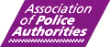 Association
of Police
Authorities